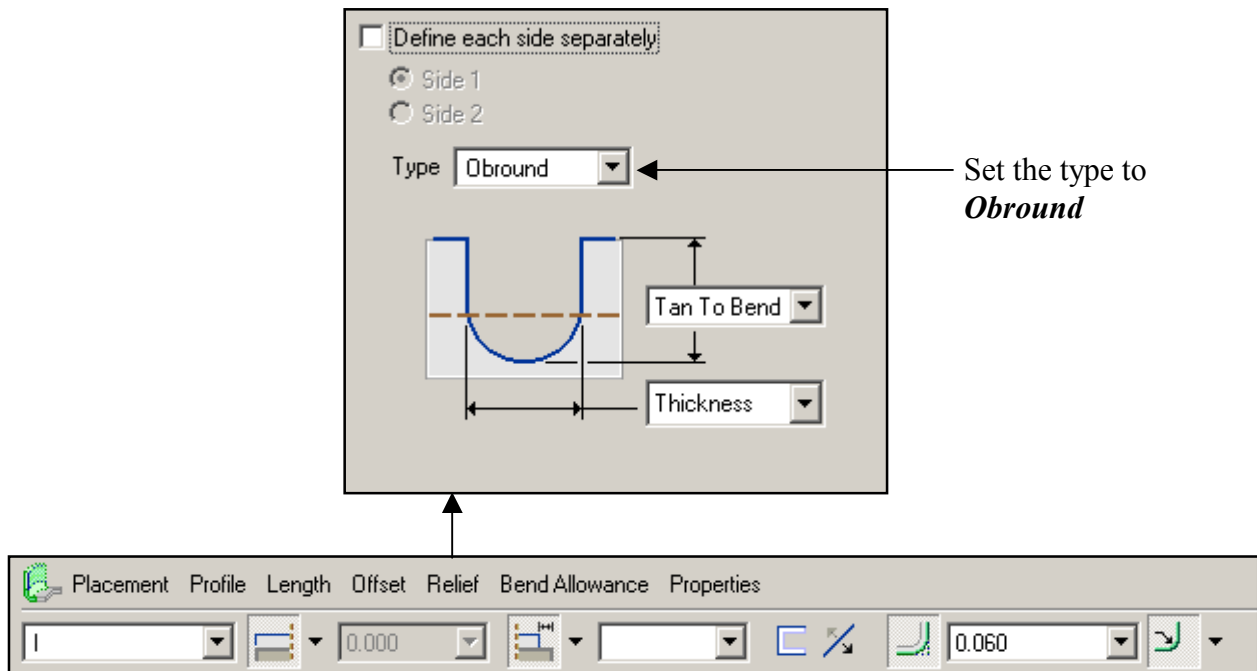 Define each side separately
Side 1
Side 2
Type Obround
Set the type to
Obround
Tan To Bend
Thickness
Placement Profile Length Offset Relief Bend Allowance Properties
I 0.000 0.060